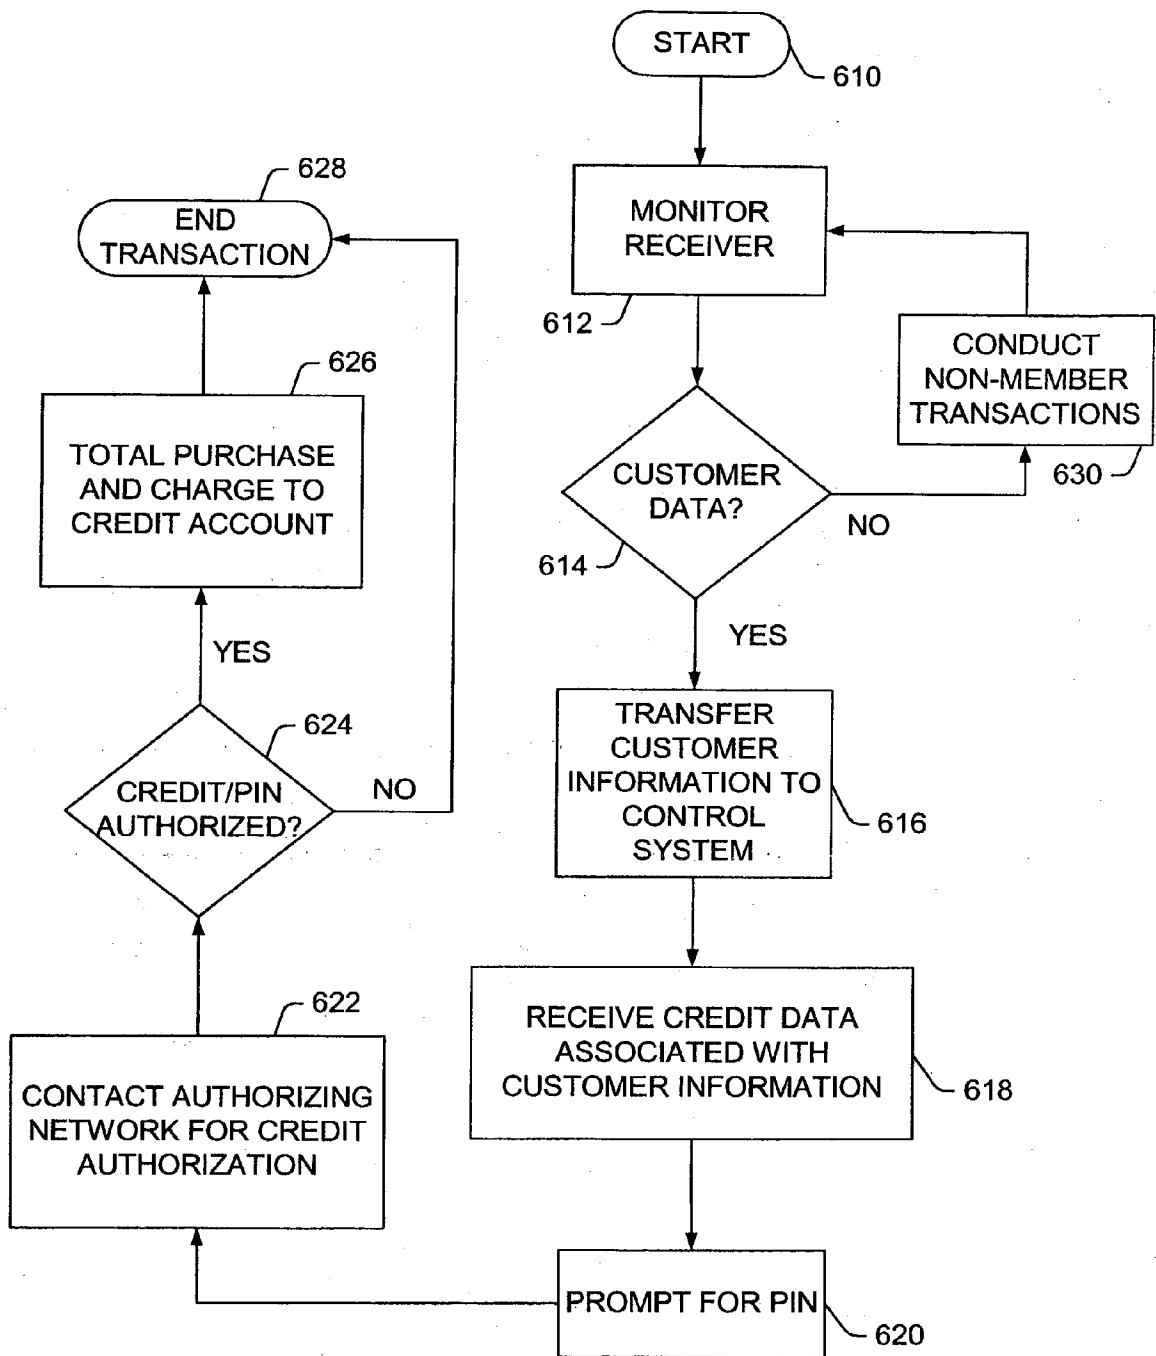 START
610
MONITOR
RECEIVER
612
CONDUCT
NON-MEMBER
TRANSACTIONS
630
CUSTOMER
DATA?
614
NO
YES
TRANSFER
CUSTOMER
INFORMATION TO
CONTROL
SYSTEM
616
RECEIVE CREDIT DATA
ASSOCIATED WITH
CUSTOMER INFORMATION
618
PROMPT FOR PIN
620
622
CONTACT AUTHORIZING
NETWORK FOR CREDIT
AUTHORIZATION
624
CREDIT/PIN
AUTHORIZED?
NO
YES
626
TOTAL PURCHASE
AND CHARGE TO
CREDIT ACCOUNT
628
END
TRANSACTION